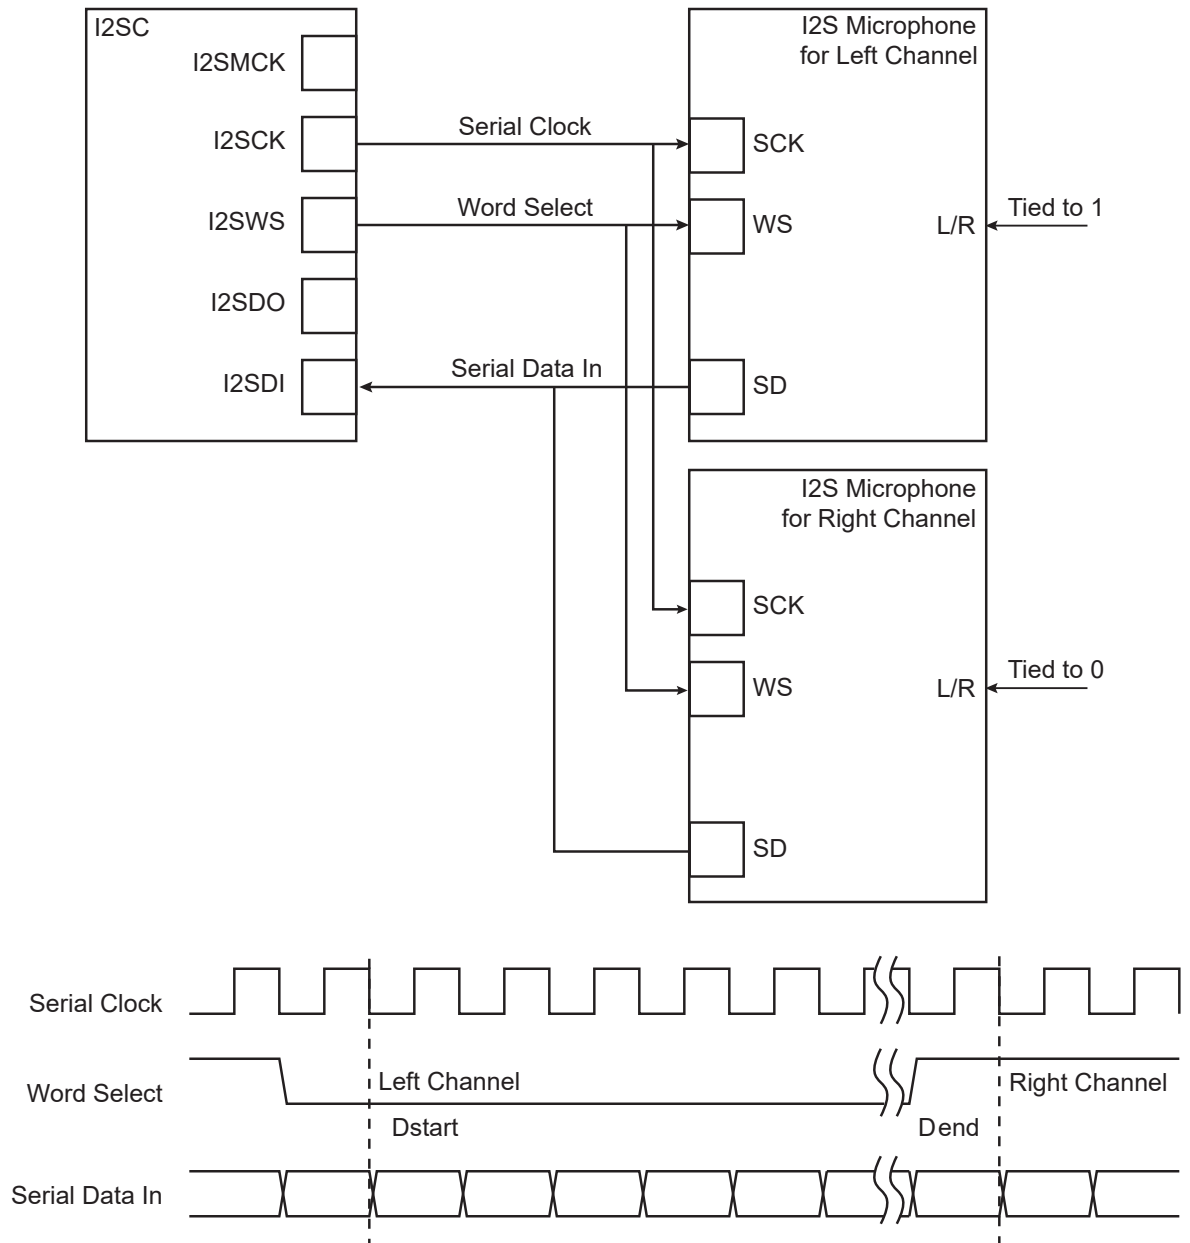 I2SC
I2SMCK
I2SCK
I2SWS
I2SDO
I2SDI
Serial Clock
Word Select
Serial Data In
I2S Microphone
for Left Channel
SCK
WS
L/R
Tied to 1
SD
I2S Microphone
for Right Channel
SCK
WS
L/R
Tied to 0
SD
Serial Clock
Word Select
Left Channel
Right Channel
Dstart
Dend
Serial Data In